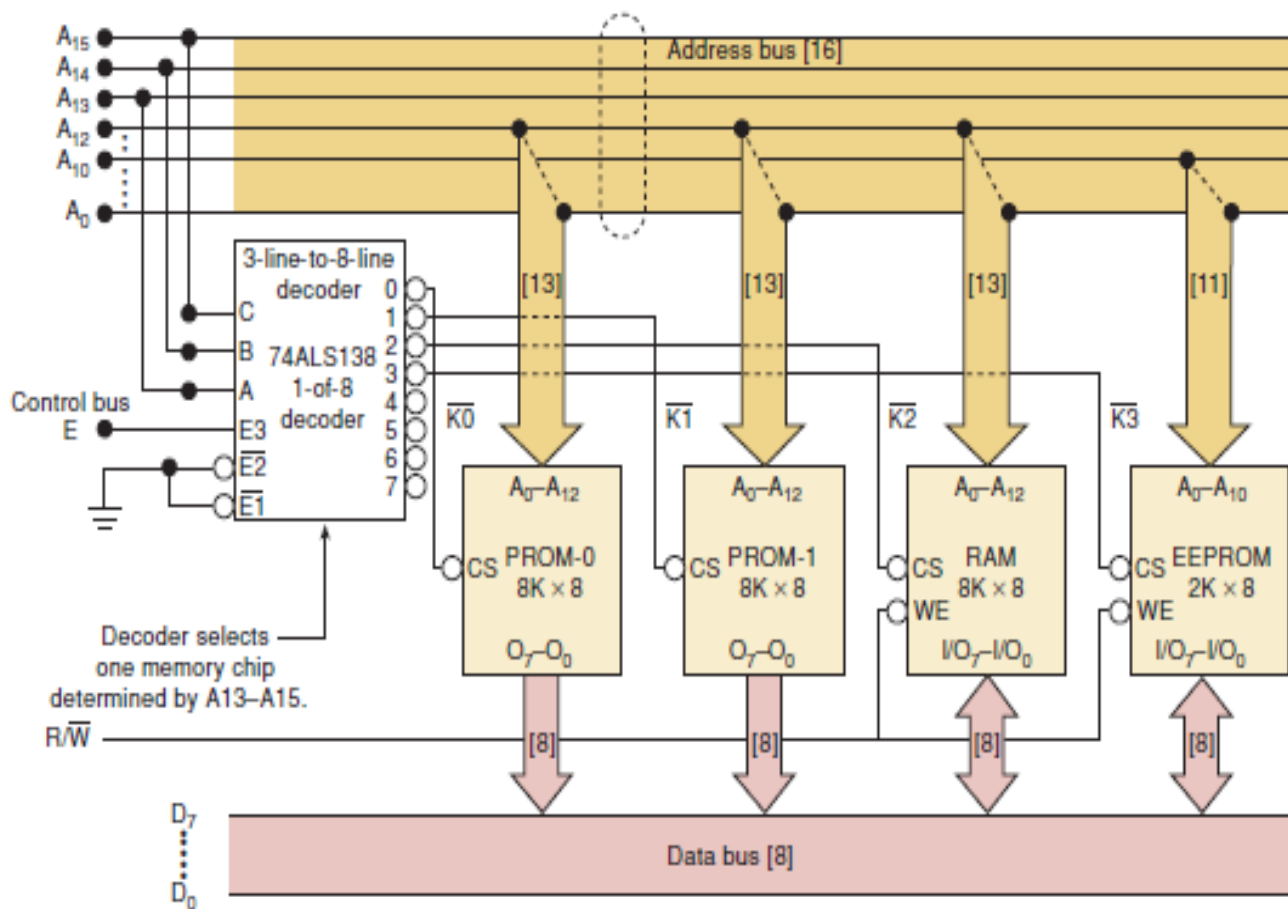 A15
Address bus [16]
A14
A13
A12
A10
A0
3-line-to-8-line
decoder
74ALS138
1-of-8
decoder
C
B
A
E3
E2̅
E1̅
0
1
2
3
4
5
6
7
Control bus
E
[13]
[13]
[13]
[11]
K̅0̅
K̅1̅
K̅2̅
K̅3̅
A0–A12
CS
PROM-0
8K × 8
O7–O0
A0–A12
CS
PROM-1
8K × 8
O7–O0
A0–A12
CS
RAM
8K × 8
WE
I/O7–I/O0
A0–A10
CS
EEPROM
2K × 8
WE
I/O7–I/O0
Decoder selects
one memory chip
determined by A13–A15.
R/W̅
[8]
[8]
[8]
[8]
D7
Data bus [8]
D0